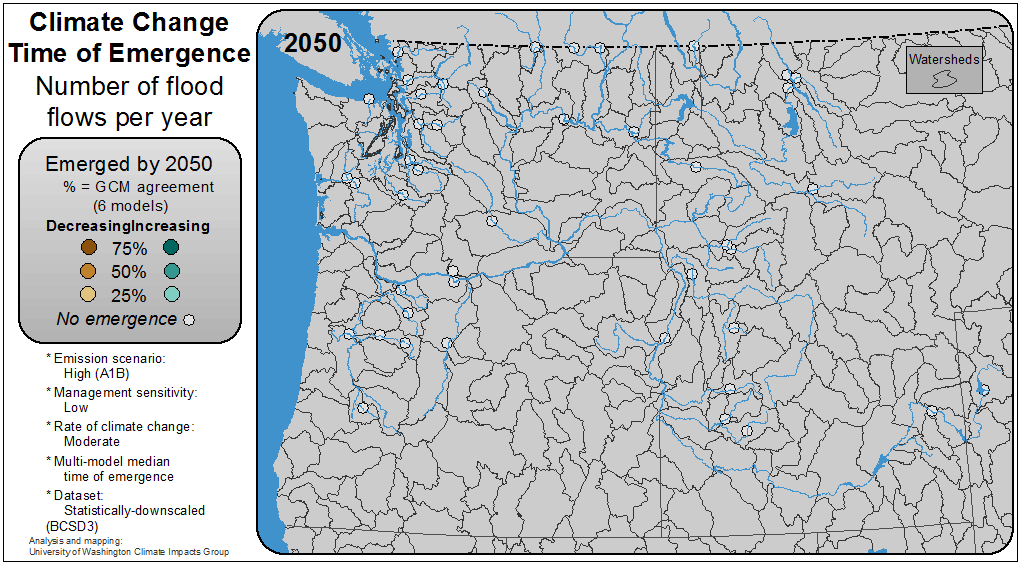 Climate Change
Time of Emergence
Number of flood
flows per year
Emerged by 2050
% = GCM agreement
(6 models)
DecreasingIncreasing
75%
50%
25%
No emergence
* Emission scenario:
High (A1B)
* Management sensitivity:
Low
* Rate of climate change:
Moderate
* Multi-model median
time of emergence
* Dataset:
Statistically-downscaled
(BCSD3)
Analysis and mapping:
University of Washington Climate Impacts Group
2050
Watersheds